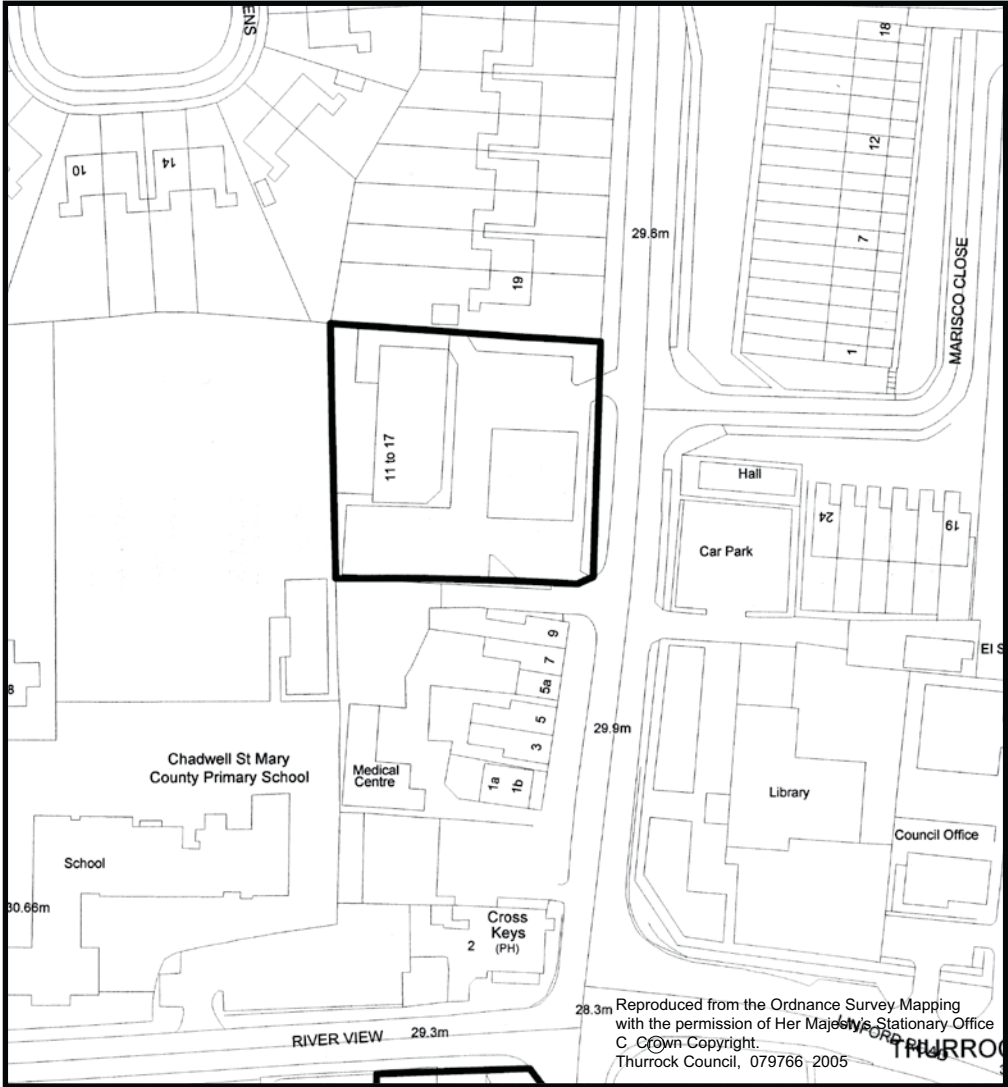 ENS
18
12
7
1
MARISCO CLOSE
10
14
29.6m
19
11 to 17
Hall
24
19
Car Park
9
7
5a
5
3
1a
1b
El S
8
29.9m
Chadwell St Mary
County Primary School
Medical
Centre
Library
School
Council Office
30.66m
Cross
Keys
(PH)
2
RIVER VIEW
29.3m
28.3m
Reproduced from the Ordnance Survey Mapping
with the permission of Her Majesty's Stationary Office
C Crown Copyright.
Thurrock Council, 079766 2005
THURROC